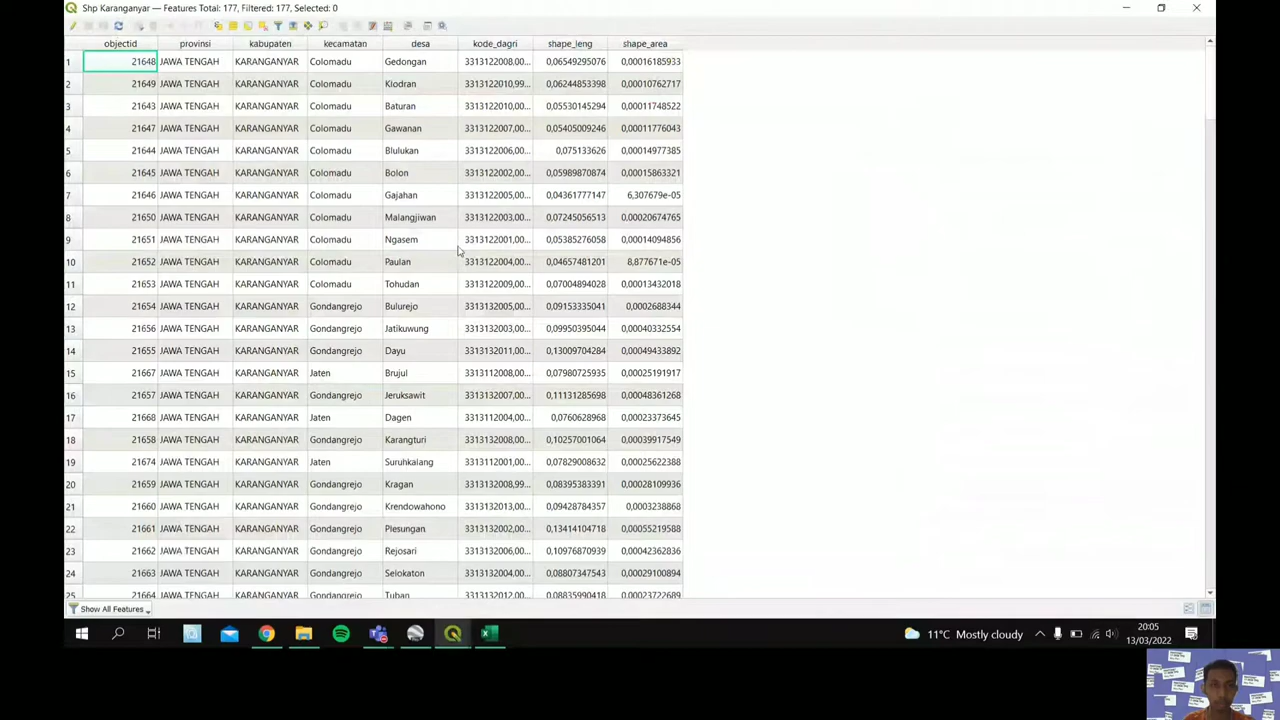 Shp Karanganyar — Features Total: 177, Filtered: 177, Selected: 0
objectid provinsi kabupaten kecamatan desa kode_dagri shape_leng shape_area
1 21648 JAWA TENGAH KARANGANYAR Colomadu Gedongan 3313122008,00... 0,06549295076 0,00016185933
2 21649 JAWA TENGAH KARANGANYAR Colomadu Klodran 3313122010,99... 0,06244853398 0,00010762717
3 21643 JAWA TENGAH KARANGANYAR Colomadu Baturan 3313122010,00... 0,05530145294 0,00011748522
4 21647 JAWA TENGAH KARANGANYAR Colomadu Gawanan 3313122007,00... 0,05405009246 0,00011776043
5 21644 JAWA TENGAH KARANGANYAR Colomadu Blulukan 3313122006,00... 0,075133626 0,00014977385
6 21645 JAWA TENGAH KARANGANYAR Colomadu Bolon 3313122002,00... 0,05989870874 0,00015863321
7 21646 JAWA TENGAH KARANGANYAR Colomadu Gajahan 3313122005,00... 0,04361777147 6,307679e-05
8 21650 JAWA TENGAH KARANGANYAR Colomadu Malangjiwan 3313122003,00... 0,07245056513 0,00020674765
9 21651 JAWA TENGAH KARANGANYAR Colomadu Ngasem 3313122001,00... 0,05385276058 0,00014094856
10 21652 JAWA TENGAH KARANGANYAR Colomadu Paulan 3313122004,00... 0,04657481201 8,877671e-05
11 21653 JAWA TENGAH KARANGANYAR Colomadu Tohudan 3313122009,00... 0,07004894028 0,00013432018
12 21654 JAWA TENGAH KARANGANYAR Gondangrejo Bulurejo 3313132005,00... 0,09153335041 0,0002688344
13 21656 JAWA TENGAH KARANGANYAR Gondangrejo Jatikuwung 3313132003,00... 0,09950395044 0,00040332554
14 21655 JAWA TENGAH KARANGANYAR Gondangrejo Dayu 3313132011,00... 0,13009704284 0,00049433892
15 21667 JAWA TENGAH KARANGANYAR Jaten Brujul 3313112008,00... 0,07980725935 0,00025191917
16 21657 JAWA TENGAH KARANGANYAR Gondangrejo Jeruksawit 3313132007,00... 0,11131285698 0,00048361268
17 21668 JAWA TENGAH KARANGANYAR Jaten Dagen 3313112004,00... 0,0760628968 0,00023373645
18 21658 JAWA TENGAH KARANGANYAR Gondangrejo Karangturi 3313132008,00... 0,10257001064 0,00039917549
19 21674 JAWA TENGAH KARANGANYAR Jaten Suruhkalang 3313112001,00... 0,07829008632 0,00025622388
20 21659 JAWA TENGAH KARANGANYAR Gondangrejo Kragan 3313132008,99... 0,08395383391 0,00028109936
21 21660 JAWA TENGAH KARANGANYAR Gondangrejo Krendowahono 3313132013,00... 0,09428784357 0,0003238868
22 21661 JAWA TENGAH KARANGANYAR Gondangrejo Plesungan 3313132002,00... 0,13414104718 0,00055219588
23 21662 JAWA TENGAH KARANGANYAR Gondangrejo Rejosari 3313132006,00... 0,10976870939 0,00042362836
24 21663 JAWA TENGAH KARANGANYAR Gondangrejo Selokaton 3313132004,00... 0,08807347543 0,00029100894
25 21664 JAWA TENGAH KARANGANYAR Gondangrejo Tuban 3313132012,00... 0,08835990418 0,00023722689
Show All Features
11°C Mostly cloudy
20:05
13/03/2022